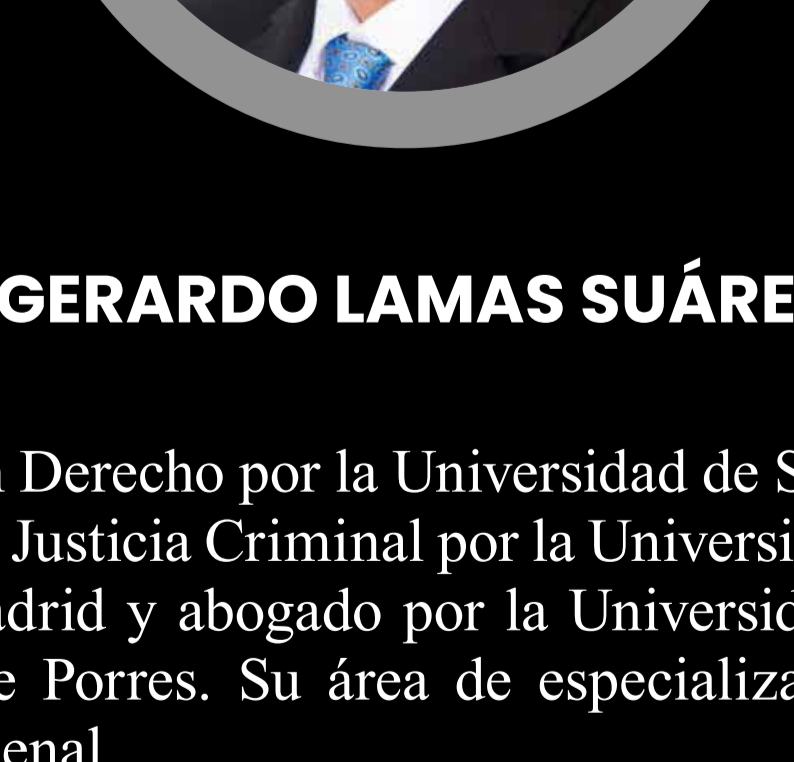 GERARDO LAMAS SUÁRE
Derecho por la Universidad de S
Justicia Criminal por la Universi
adrid y abogado por la Universid
e Porres. Su área de especializa
enal